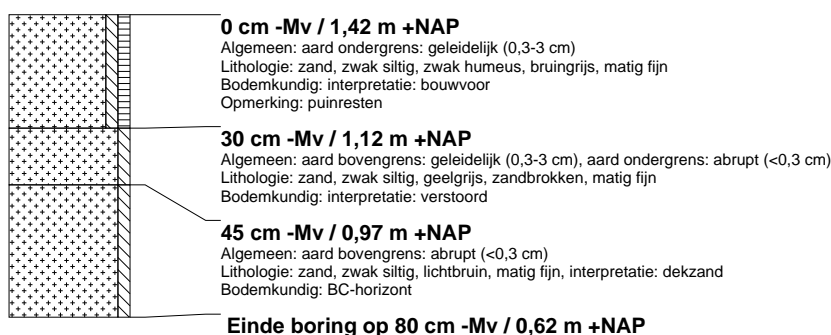 0 cm -Mv / 1,42 m +NAP
Algemeen: aard ondergrens: geleidelijk (0,3-3 cm)
Lithologie: zand, zwak siltig, zwak humeus, bruingrijs, matig fijn
Bodemkundig: interpretatie: bouwvoor
Opmerking: puinresten
30 cm -Mv / 1,12 m +NAP
Algemeen: aard bovengrens: geleidelijk (0,3-3 cm), aard ondergrens: abrupt (<0,3 cm)
Lithologie: zand, zwak siltig, geelgrijs, zandbrokken, matig fijn
Bodemkundig: interpretatie: verstoord
45 cm -Mv / 0,97 m +NAP
Algemeen: aard bovengrens: abrupt (<0,3 cm)
Lithologie: zand, zwak siltig, lichtbruin, matig fijn, interpretatie: dekzand
Bodemkundig: BC-horizont
Einde boring op 80 cm -Mv / 0,62 m +NAP